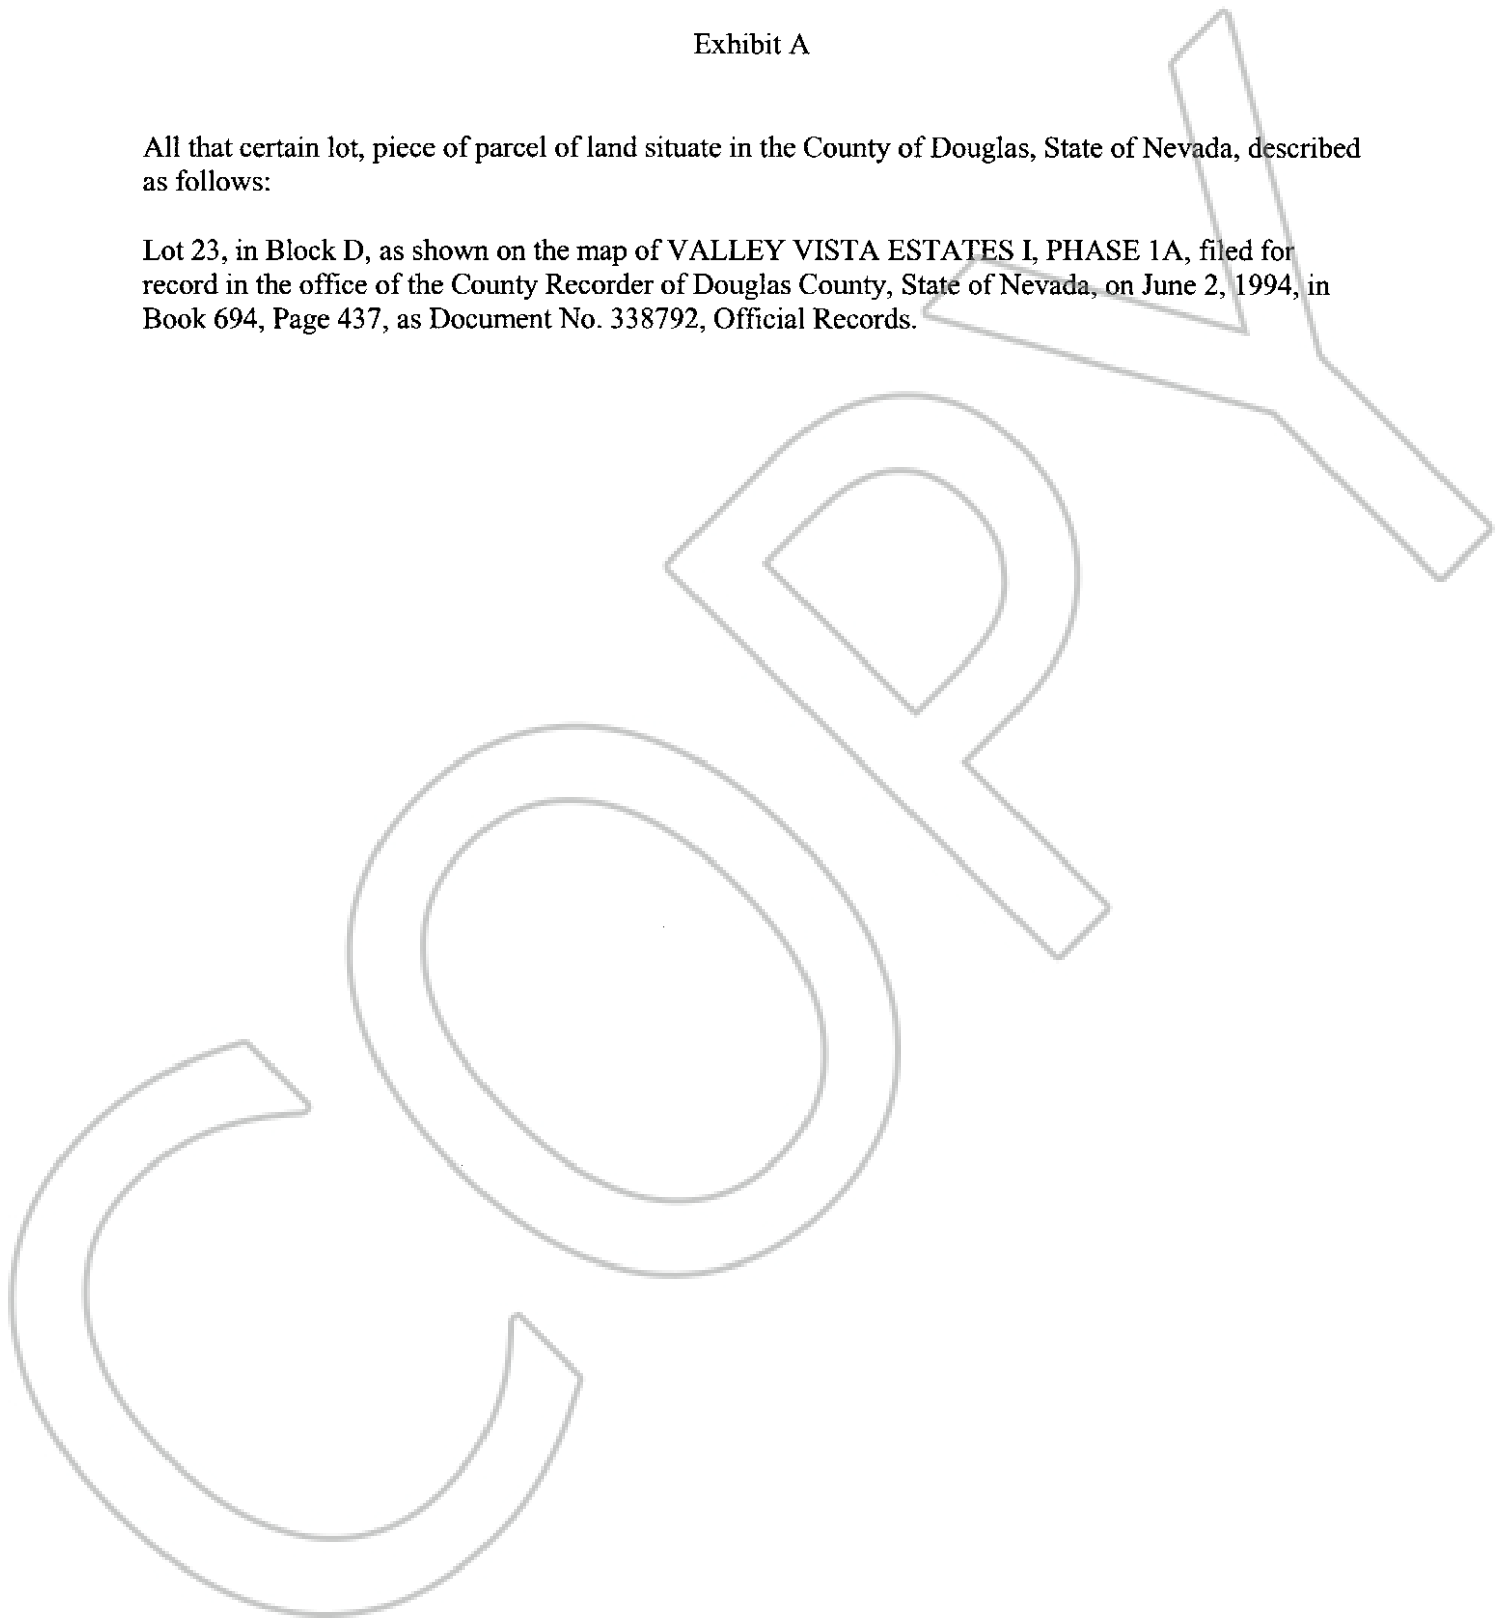 Exhibit A
All that certain lot, piece of parcel of land situate in the County of Douglas, State of Nevada, described
as follows:
Lot 23, in Block D, as shown on the map of VALLEY VISTA ESTATES I, PHASE 1A, filed for
record in the office of the County Recorder of Douglas County, State of Nevada, on June 2, 1994, in
Book 694, Page 437, as Document No. 338792, Official Records.
COPY